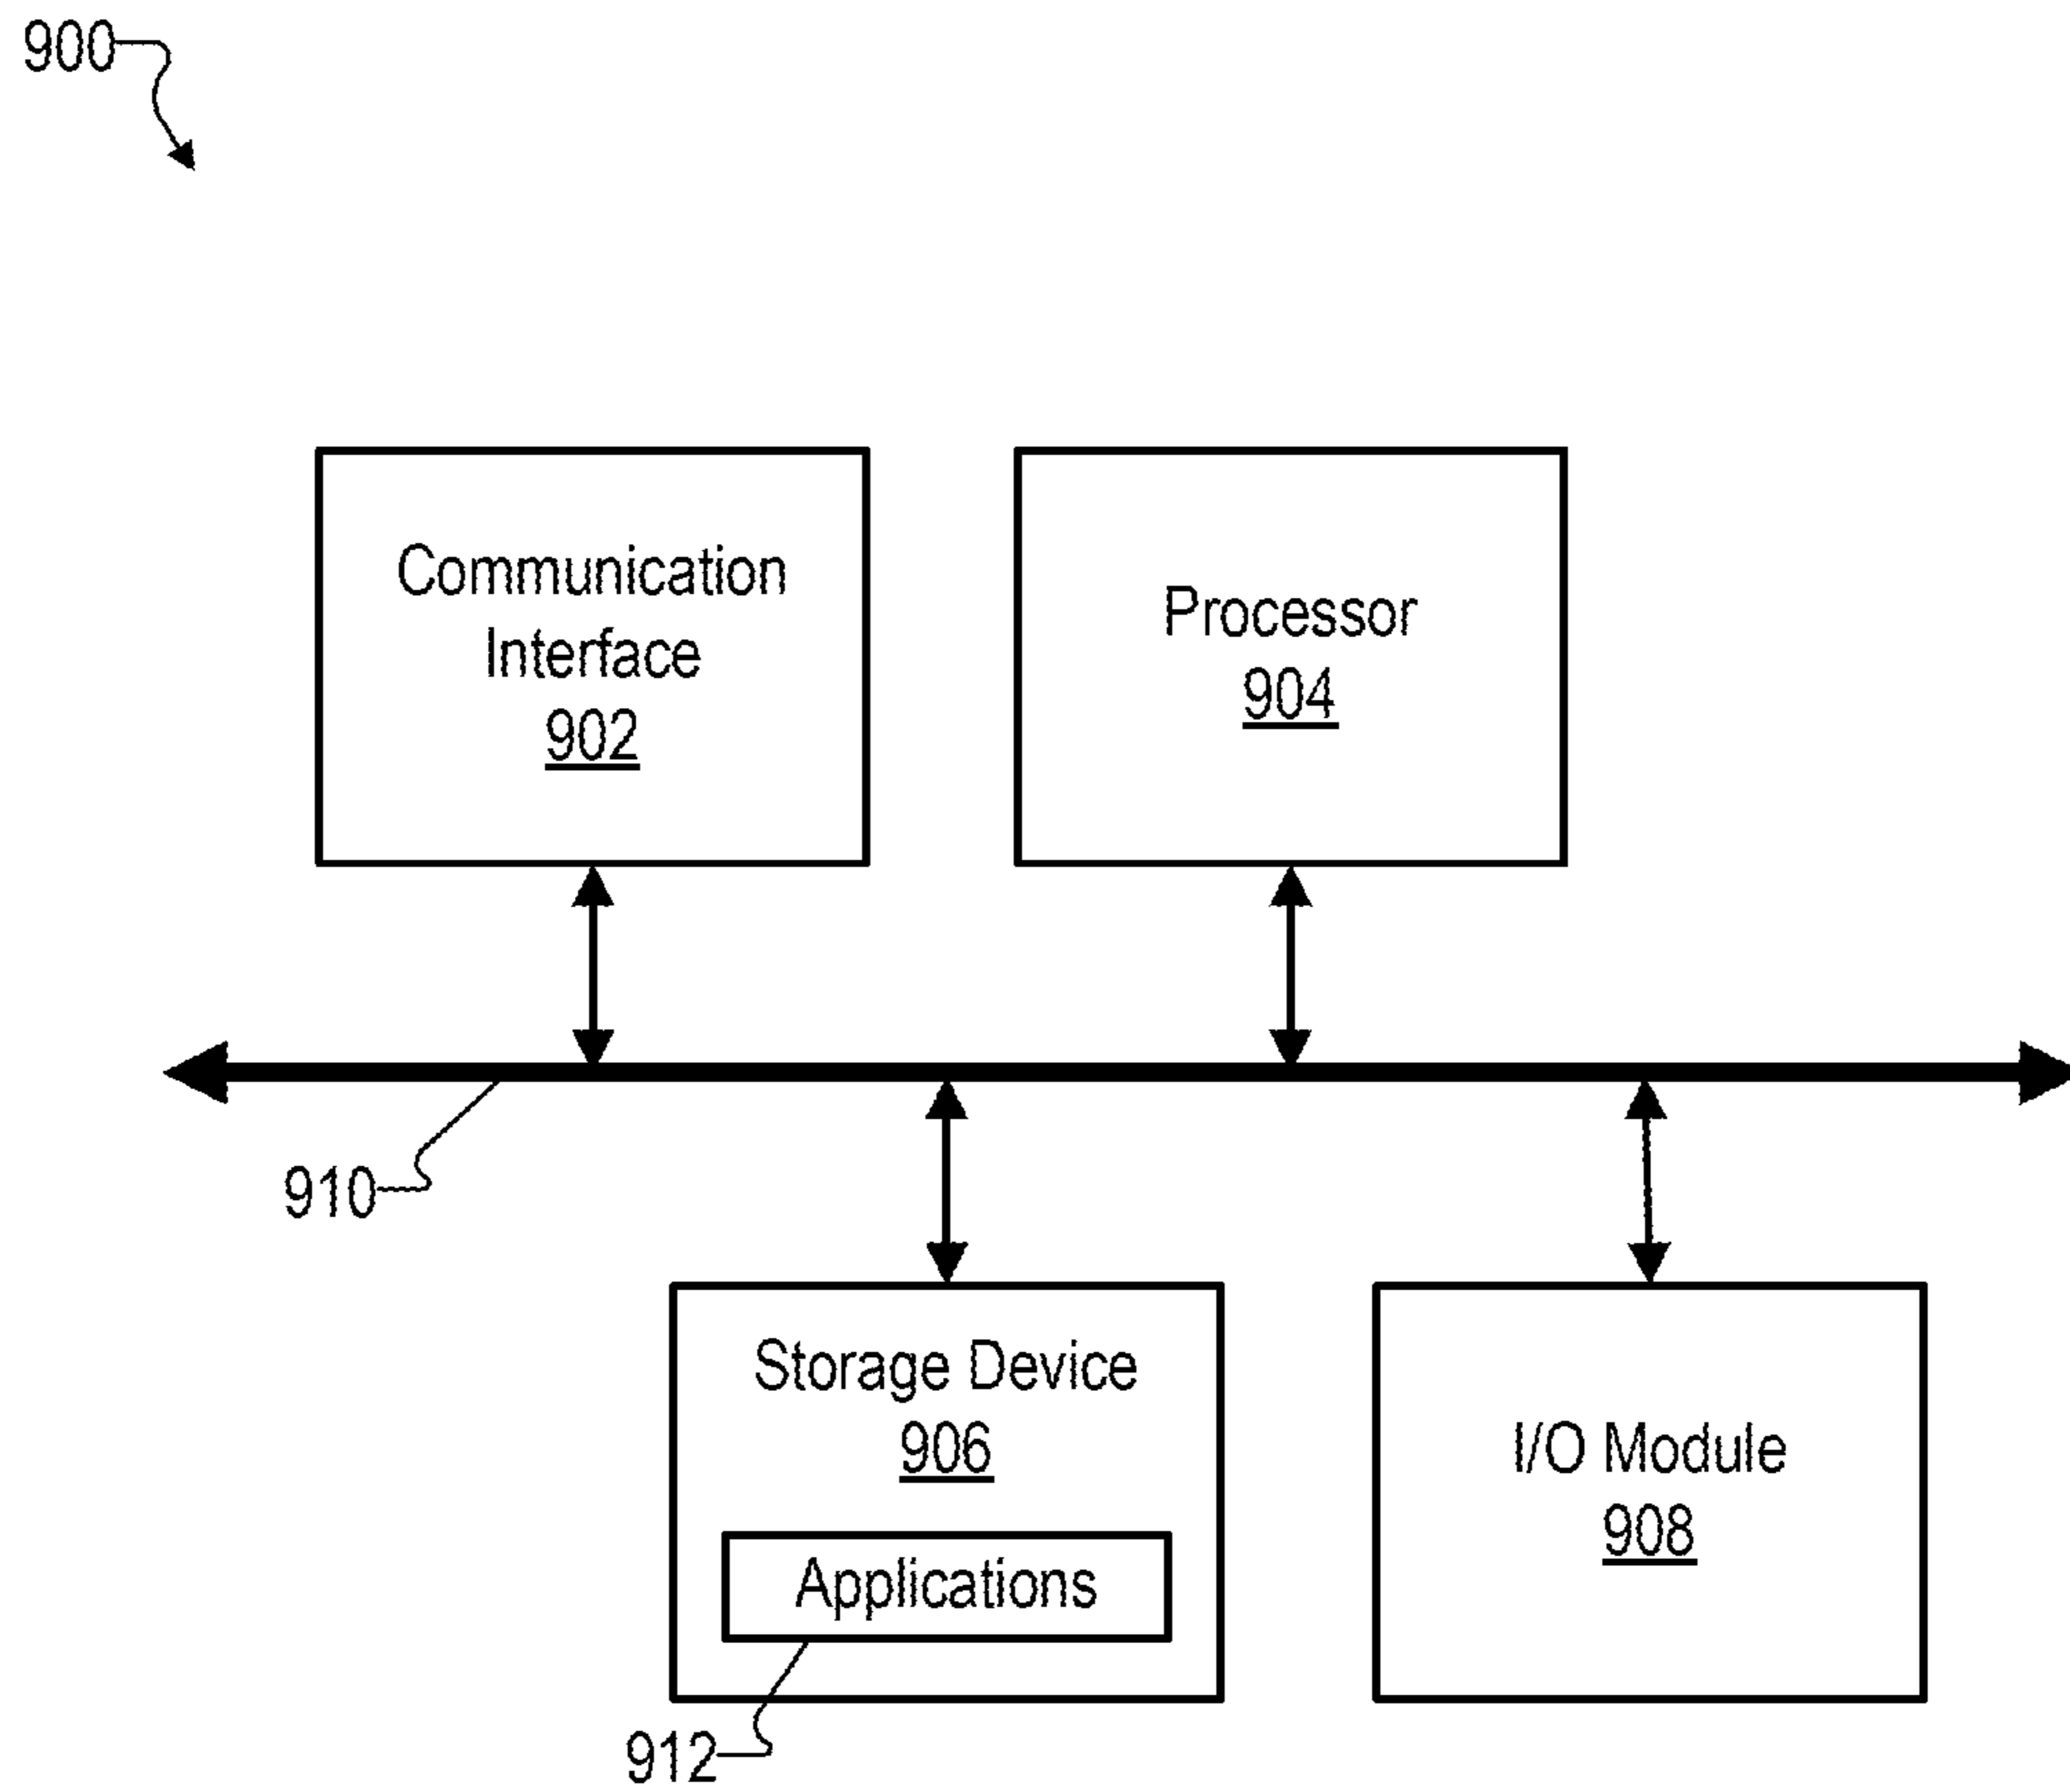 900
Communication
Interface
902
Processor
904
910
Storage Device
906
Applications
912
I/O Module
908